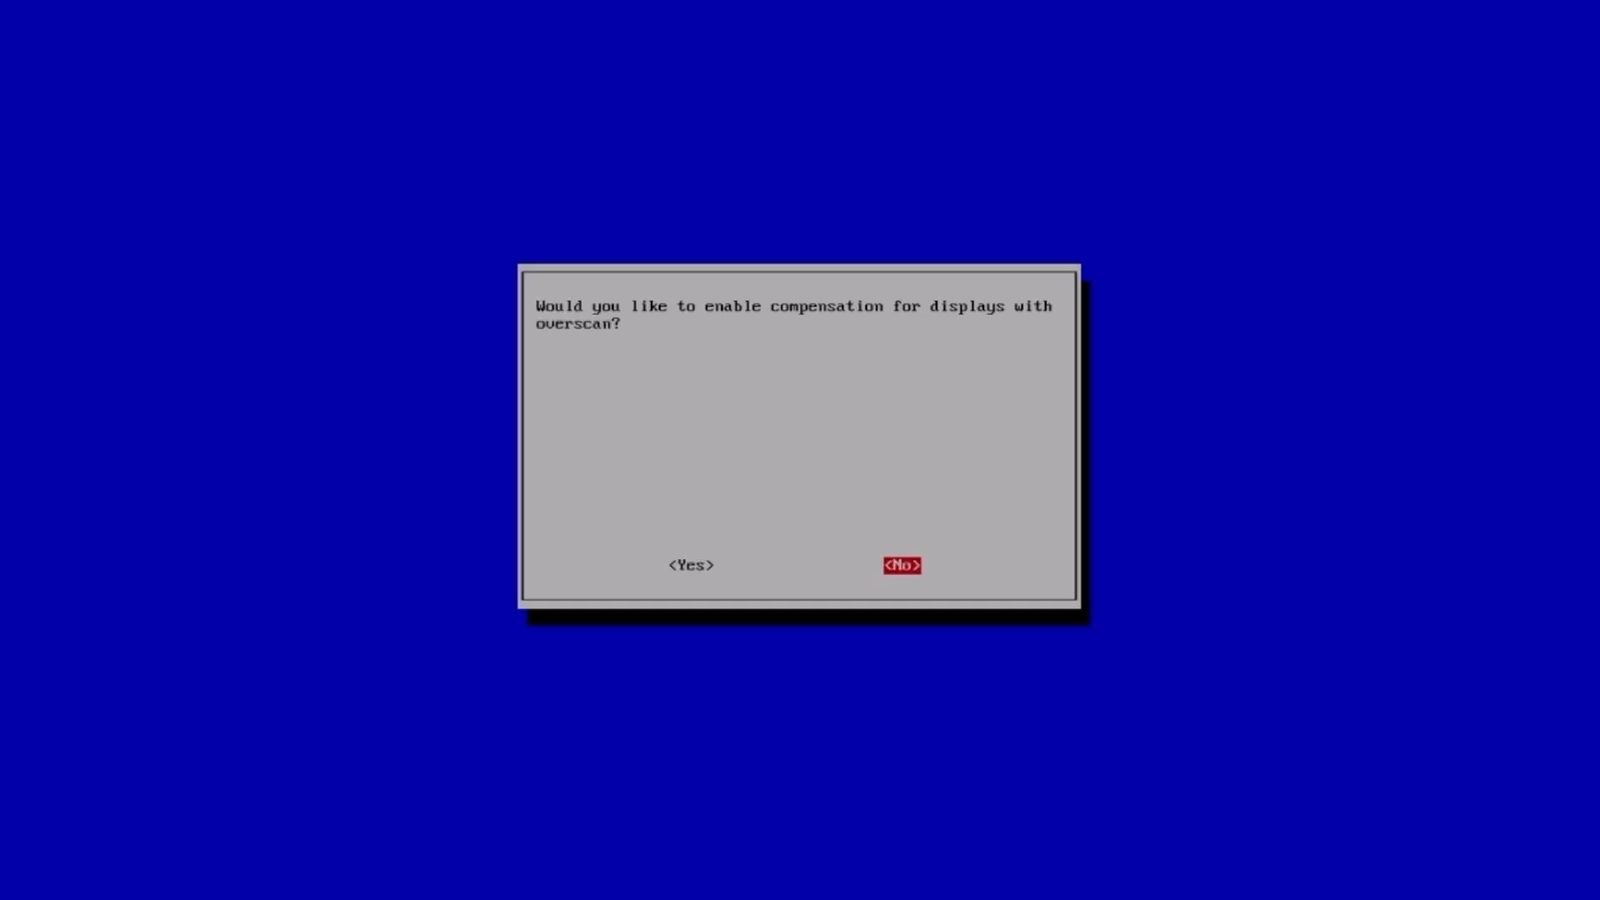 Would you like to enable compensation for displays with
overscan?
<Yes> <No>